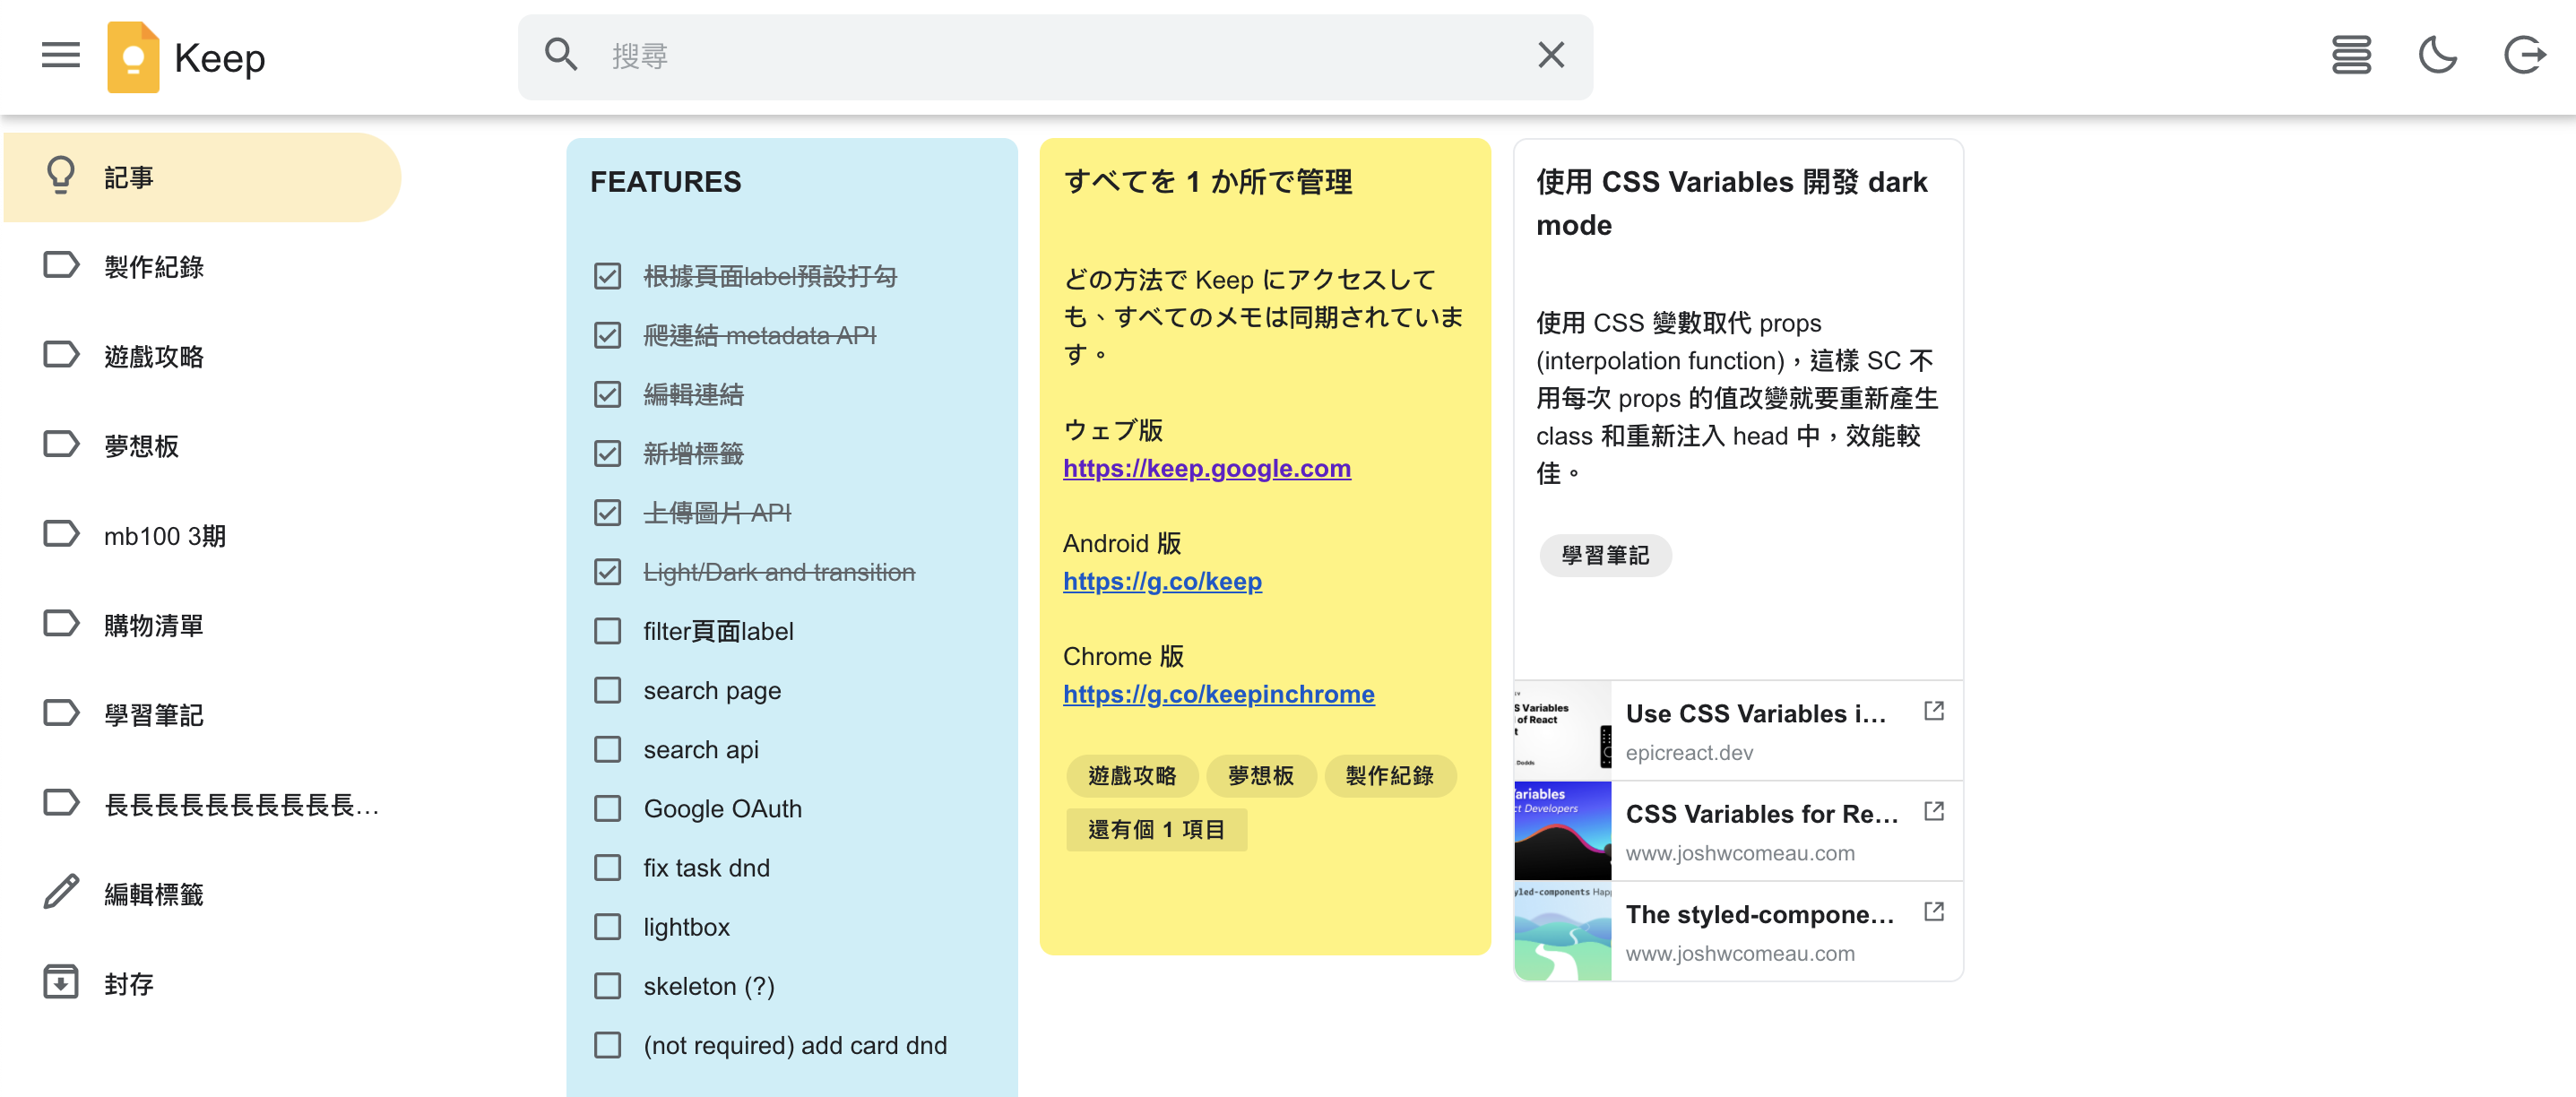 Keep
搜尋
記事
製作紀錄
遊戲攻略
夢想板
mb100 3期
購物清單
學習筆記
長長長長長長長長長長…
編輯標籤
封存
FEATURES
根據頁面label預設打勾
爬連結 metadata API
編輯連結
新增標籤
上傳圖片 API
Light/Dark and transition
filter頁面label
search page
search api
Google OAuth
fix task dnd
lightbox
skeleton (?)
(not required) add card dnd
すべてを 1 か所で管理
どの方法で Keep にアクセスして
も、すべてのメモは同期されていま
す。
ウェブ版
https://keep.google.com
Android 版
https://g.co/keep
Chrome 版
https://g.co/keepinchrome
遊戲攻略 夢想板 製作紀錄
還有個 1 項目
使用 CSS Variables 開發 dark
mode
使用 CSS 變數取代 props
(interpolation function)，這樣 SC 不
用每次 props 的值改變就要重新產生
class 和重新注入 head 中，效能較
佳。
學習筆記
S Variables
of React
Dodds
Use CSS Variables i…
epicreact.dev
ariables
ct Developers
CSS Variables for Re…
www.joshwcomeau.com
yled-components Hap
The styled-compone…
www.joshwcomeau.com